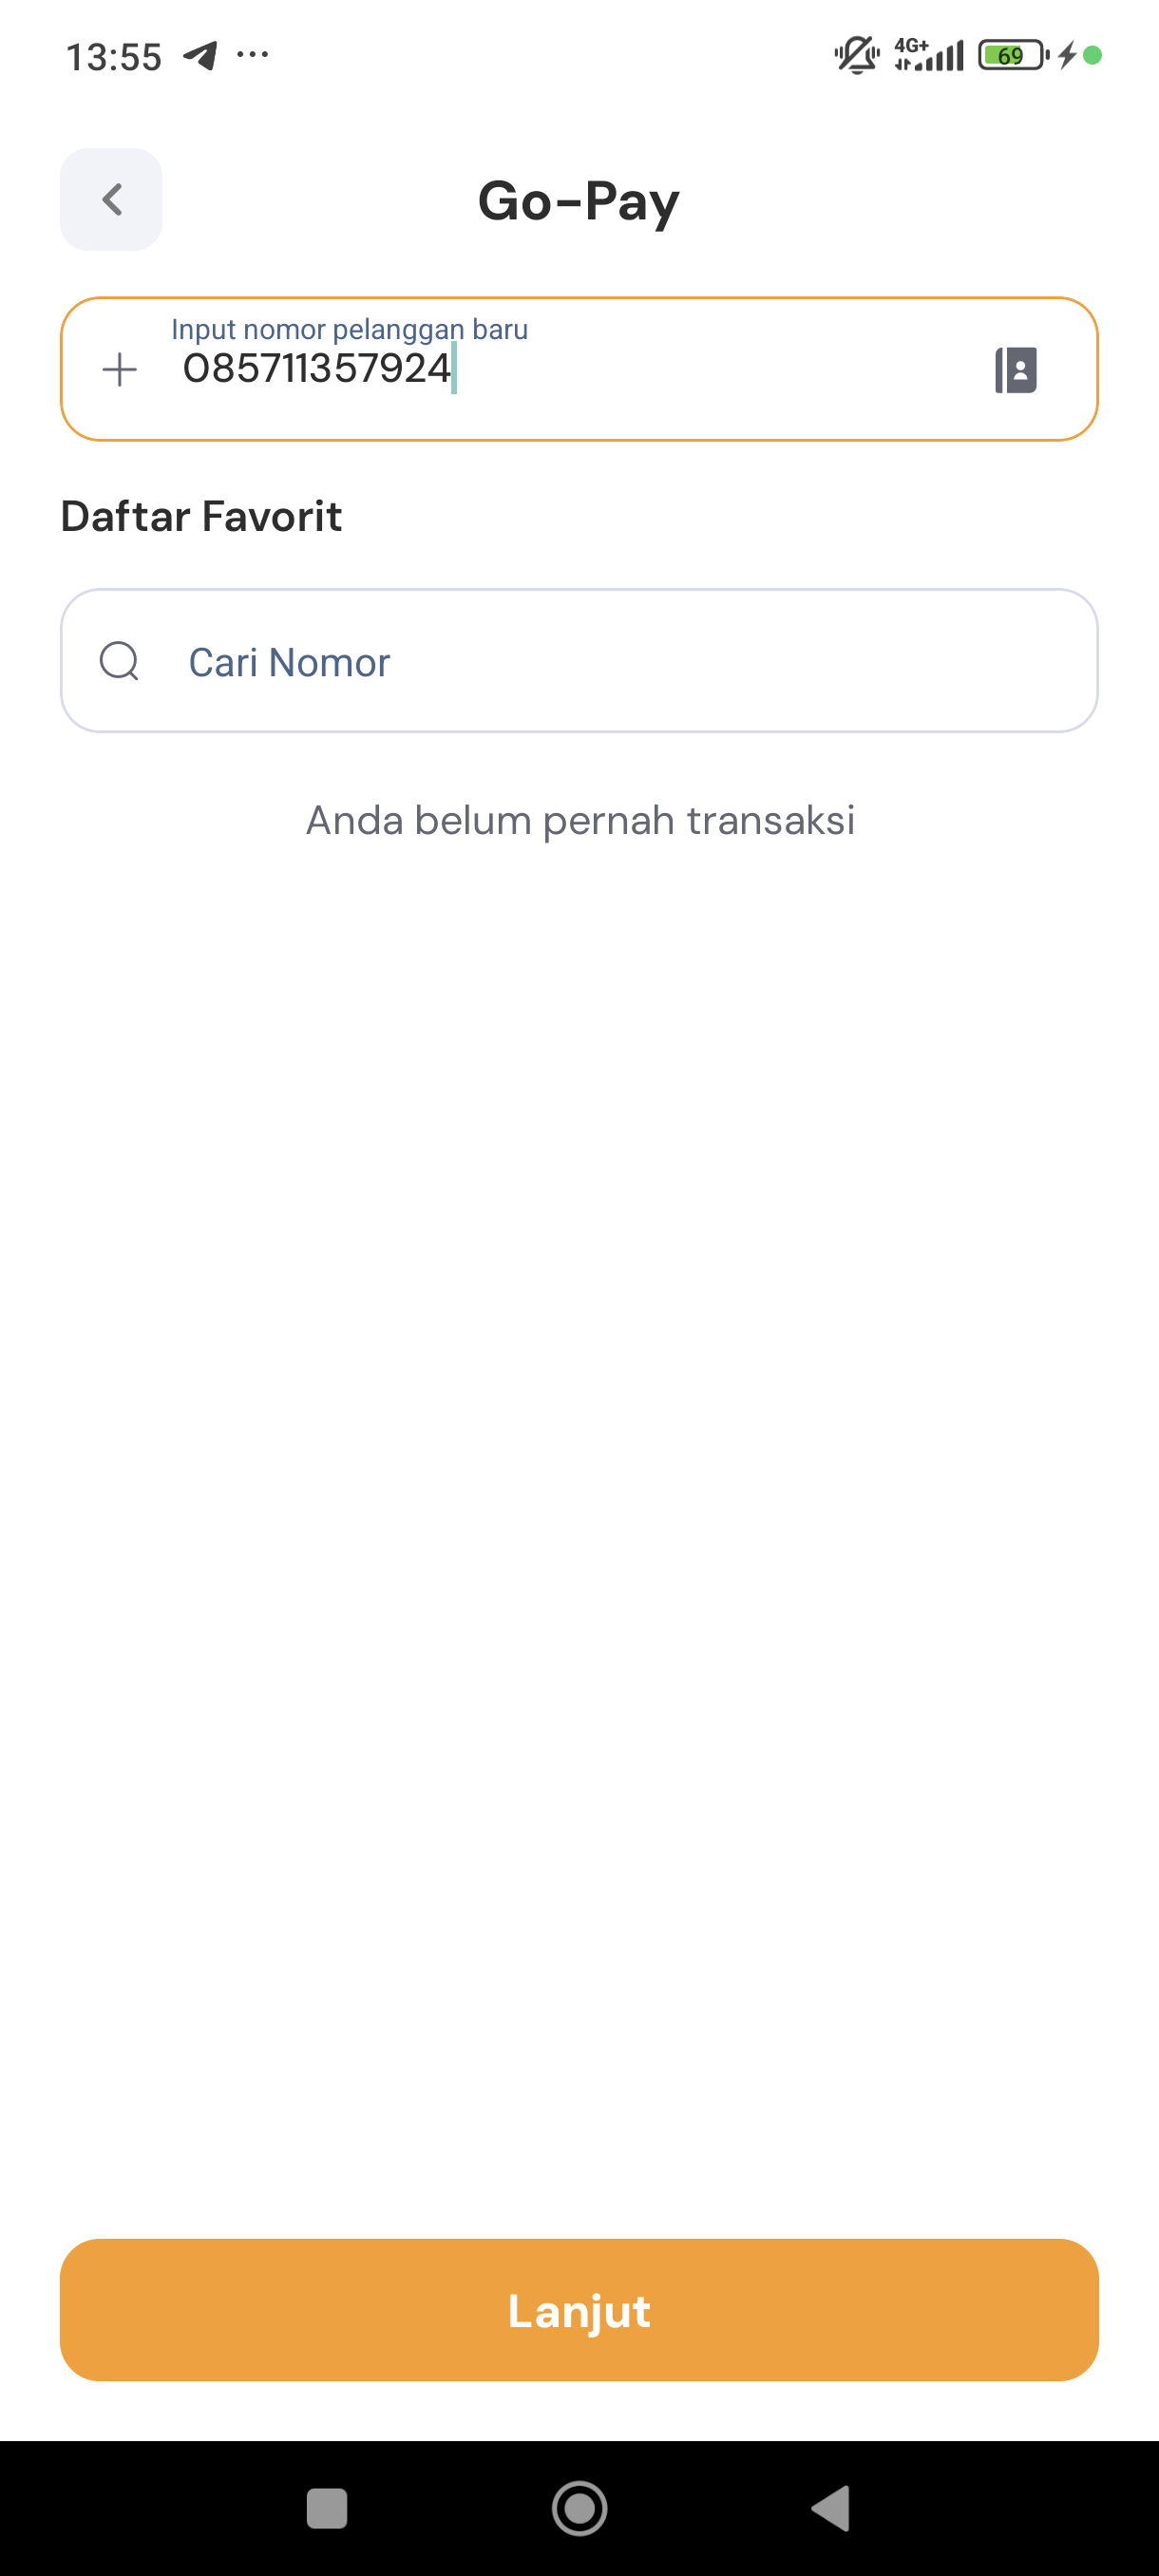 13:55
4G+
69
Go-Pay
Input nomor pelanggan baru
085711357924
Daftar Favorit
Cari Nomor
Anda belum pernah transaksi
Lanjut